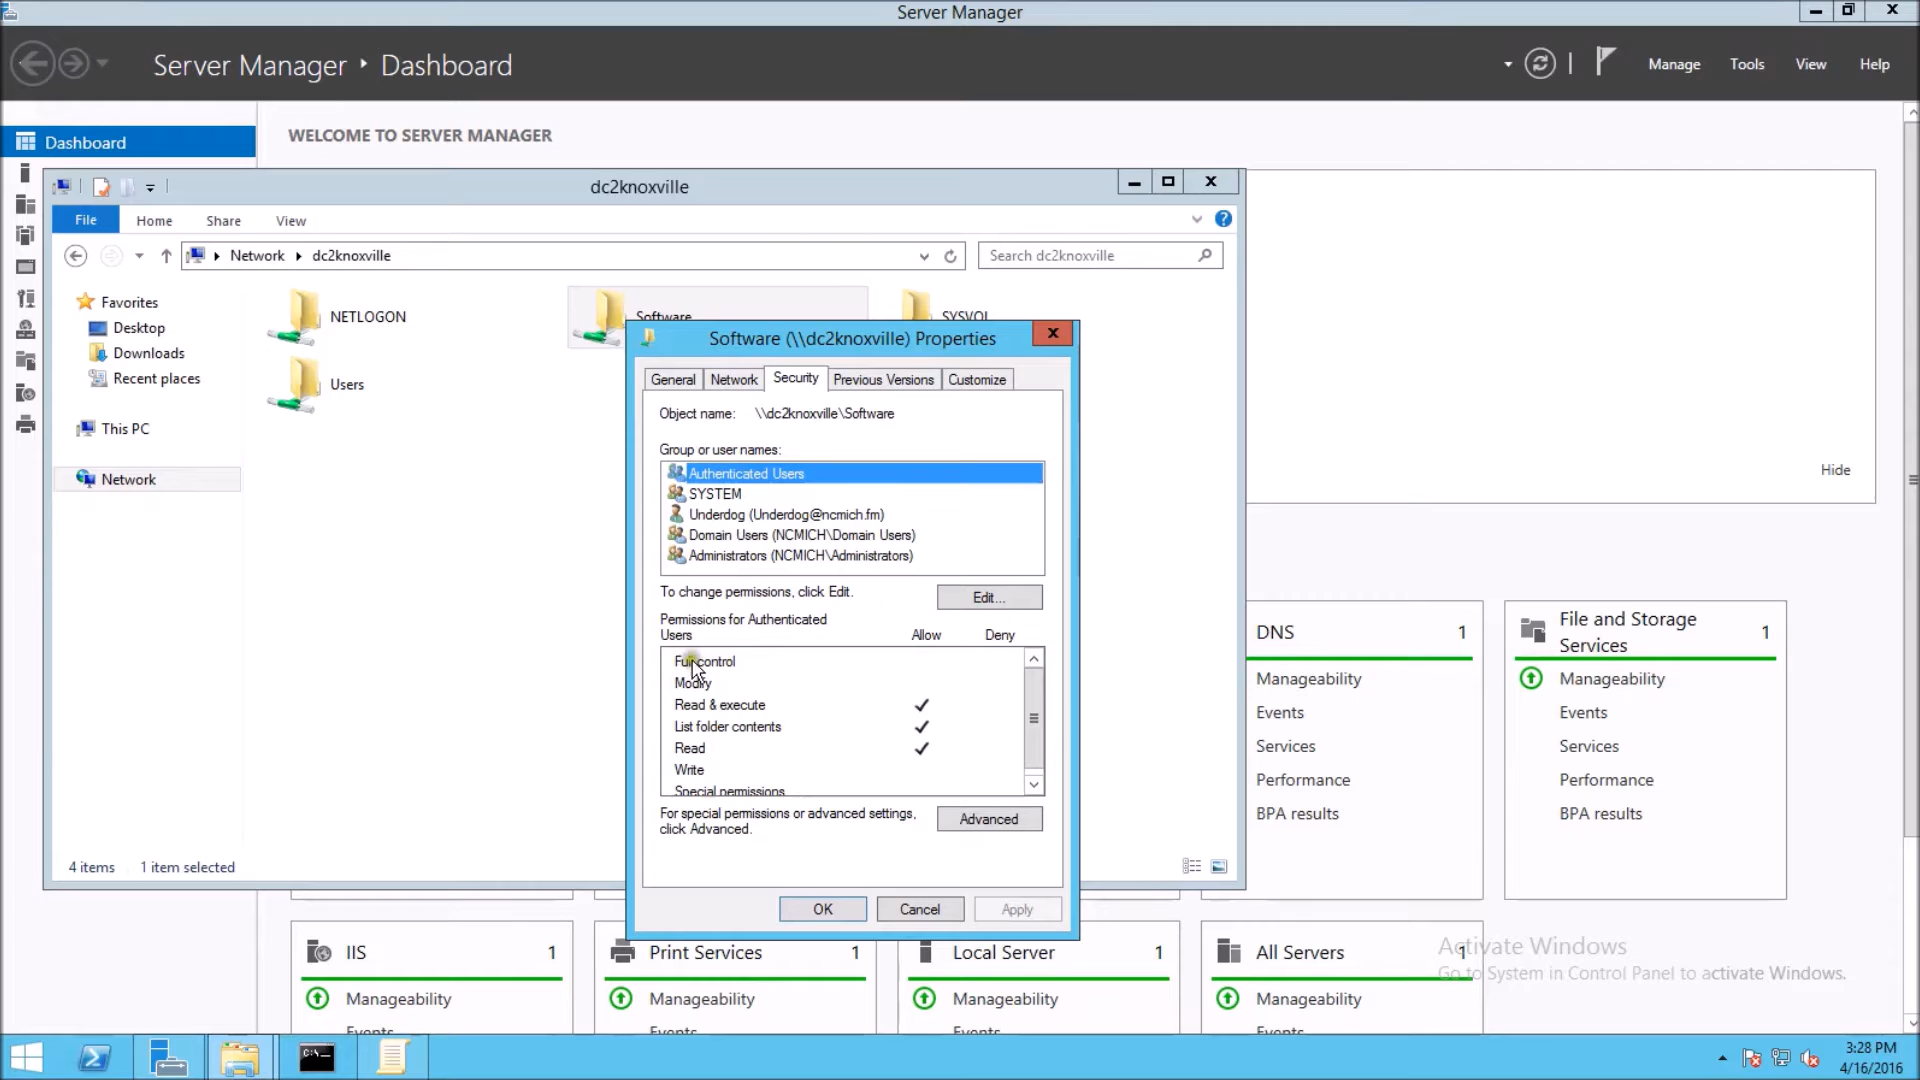 Server Manager
Server Manager Dashboard
Manage Tools View Help
Dashboard
WELCOME TO SERVER MANAGER
dc2knoxville
File Home Share View
Network dc2knoxville
Search dc2knoxville
Favorites
Desktop
Downloads
Recent places
This PC
Network
NETLOGON
Software
SYSVOL
Users
4 items 1 item selected
Software (\\dc2knoxville) Properties
General Network Security Previous Versions Customize
Object name: \\dc2knoxville\Software
Group or user names:
Authenticated Users
SYSTEM
Underdog (Underdog@ncmich.fm)
Domain Users (NCMICH\Domain Users)
Administrators (NCMICH\Administrators)
To change permissions, click Edit.
Edit...
Permissions for Authenticated
Users Allow Deny
Full control
Modify
Read & execute
List folder contents
Read
Write
Special permissions
For special permissions or advanced settings,
click Advanced.
Advanced
OK Cancel Apply
Hide
DNS 1
Manageability
Events
Services
Performance
BPA results
File and Storage
Services 1
Manageability
Events
Services
Performance
BPA results
IIS 1
Manageability
Events
Print Services 1
Manageability
Events
Local Server 1
Manageability
Events
All Servers 1
Manageability
Events
Activate Windows
Go to System in Control Panel to activate Windows.
C:\
3:28 PM
4/16/2016